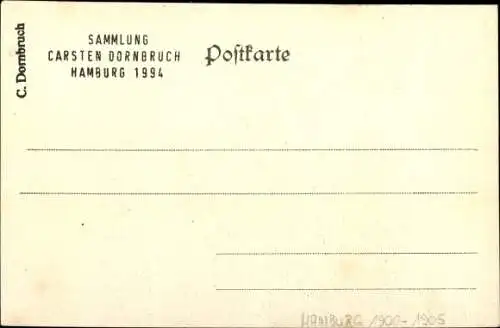 C. Dornbruch
SAMMLUNG
CARSTEN DORNBRUCH
HAMBURG 1994
Postkarte
HAMBURG 1900-1905